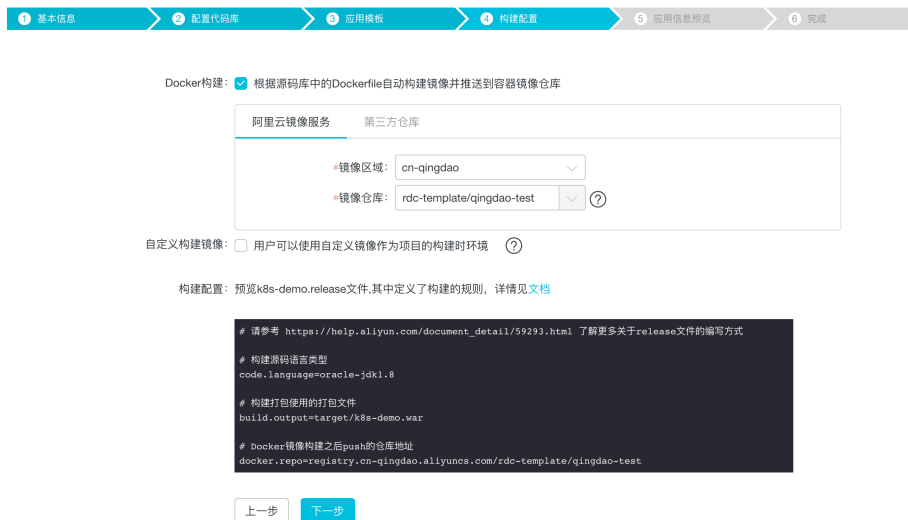 1 基本信息 2 配置代码库 3 应用模板 4 构建配置 5 应用信息预览 6 完成
Docker构建: 根据源码库中的Dockerfile自动构建镜像并推送到容器镜像仓库
阿里云镜像服务 第三方仓库
*镜像区域: cn-qingdao
*镜像仓库: rdc-template/qingdao-test ?
自定义构建镜像: 用户可以使用自定义镜像作为项目的构建时环境 ?
构建配置: 预览k8s-demo.release文件,其中定义了构建的规则，详情见文档
# 请参考 https://help.aliyun.com/document_detail/59293.html 了解更多关于release文件的编写方式
# 构建源码语言类型
code.language=oracle-jdk1.8
# 构建打包使用的打包文件
build.output=target/k8s-demo.war
# Docker镜像构建之后push的仓库地址
docker.repo=registry.cn-qingdao.aliyuncs.com/rdc-template/qingdao-test
上一步 下一步